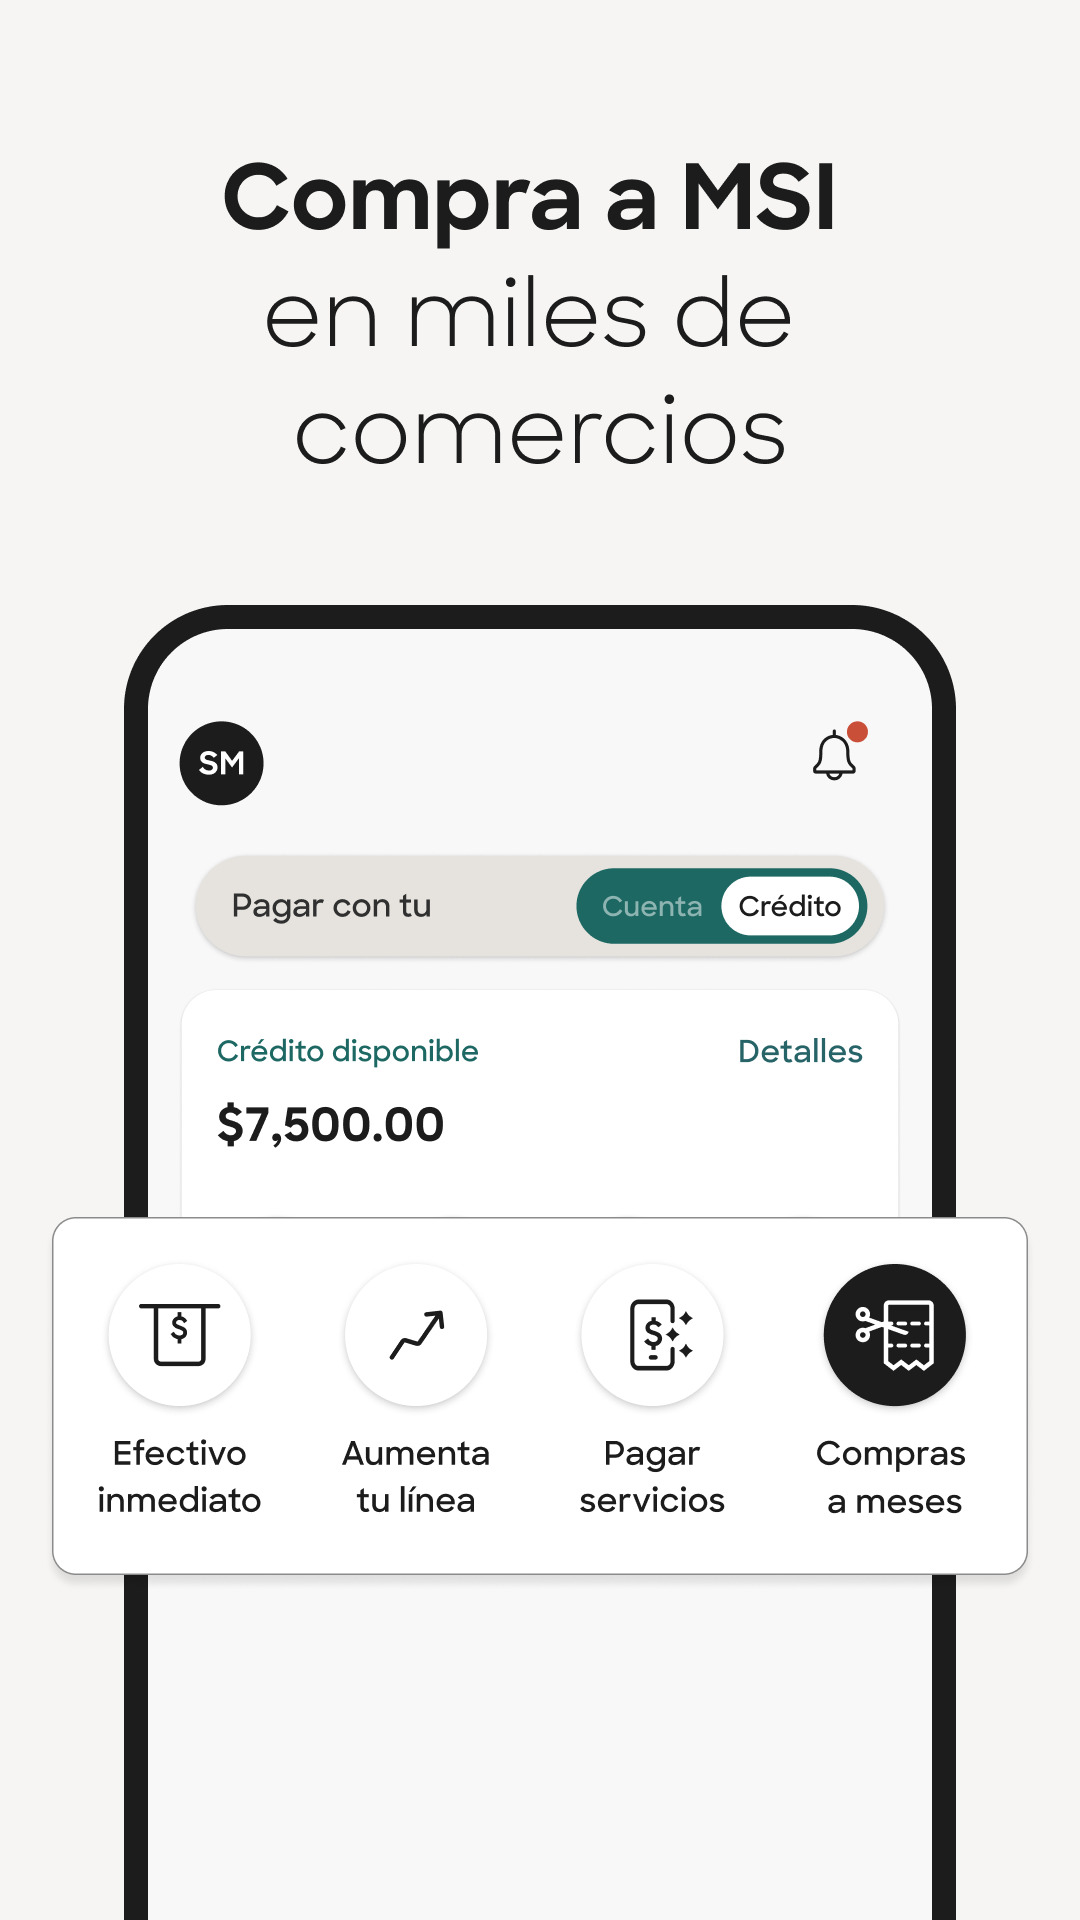 Compra a MSI
en miles de
comercios
SM
Pagar con tu
Cuenta
Crédito
Crédito disponible
Detalles
$7,500.00
$
$
Efectivo
inmediato
Aumenta
tu línea
Pagar
servicios
Compras
a meses